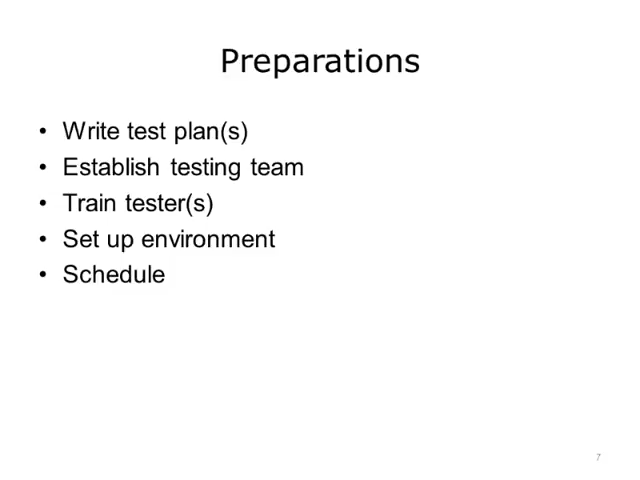 Preparations
• Write test plan(s)
• Establish testing team
• Train tester(s)
• Set up environment
• Schedule
7